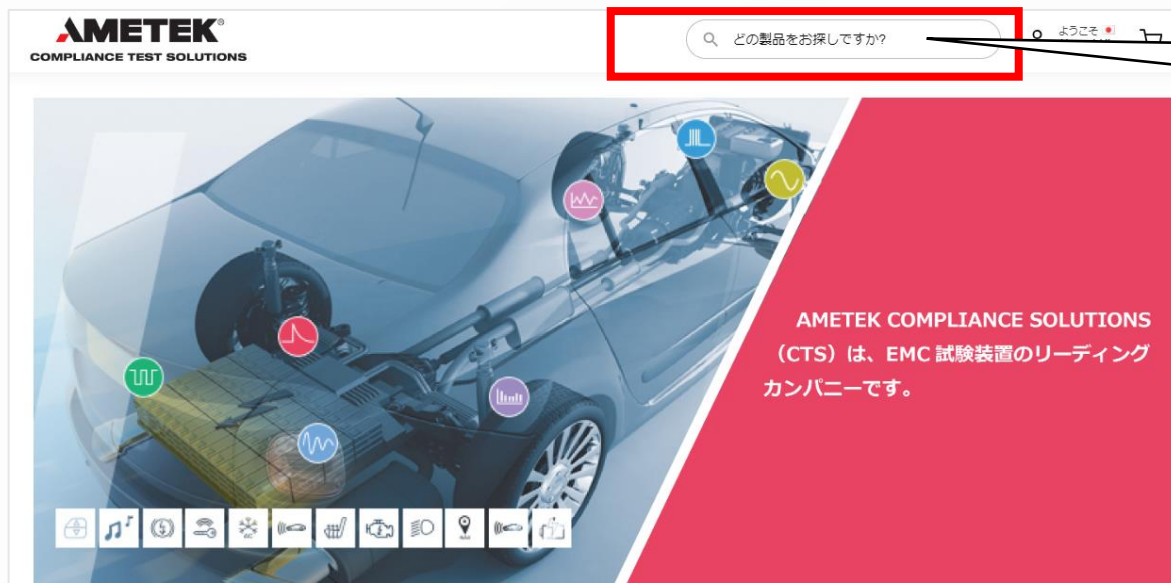 AMETEK®
COMPLIANCE TEST SOLUTIONS
どの製品をお探しですか?
ようこそ
AMETEK COMPLIANCE SOLUTIONS
（CTS）は、EMC 試験装置のリーディング
カンパニーです。